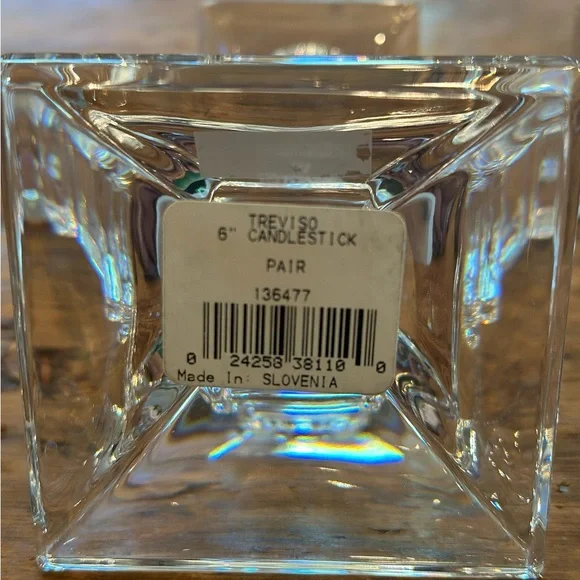 TREVISO
6" CANDLESTICK
PAIR
136477
0 24258 38110 0
Made In: SLOVENIA